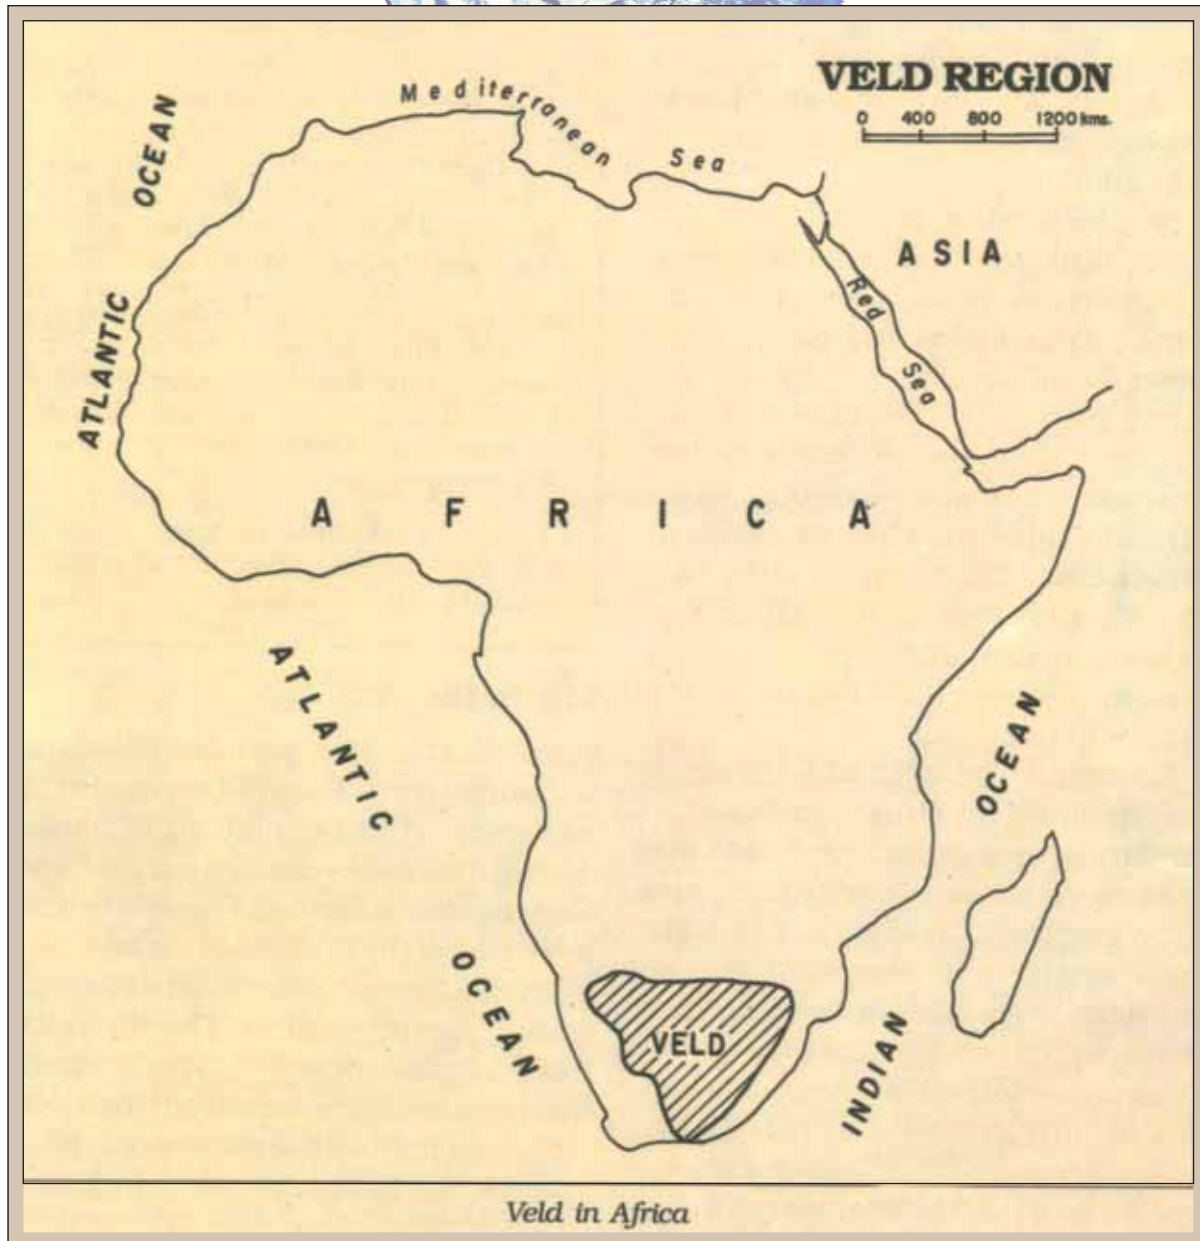 VELD REGION
0 400 800 1200 kms.
Mediterranean Sea
ATLANTIC OCEAN
ASIA
Red Sea
AFRICA
ATLANTIC OCEAN
INDIAN OCEAN
VELD
Veld in Africa